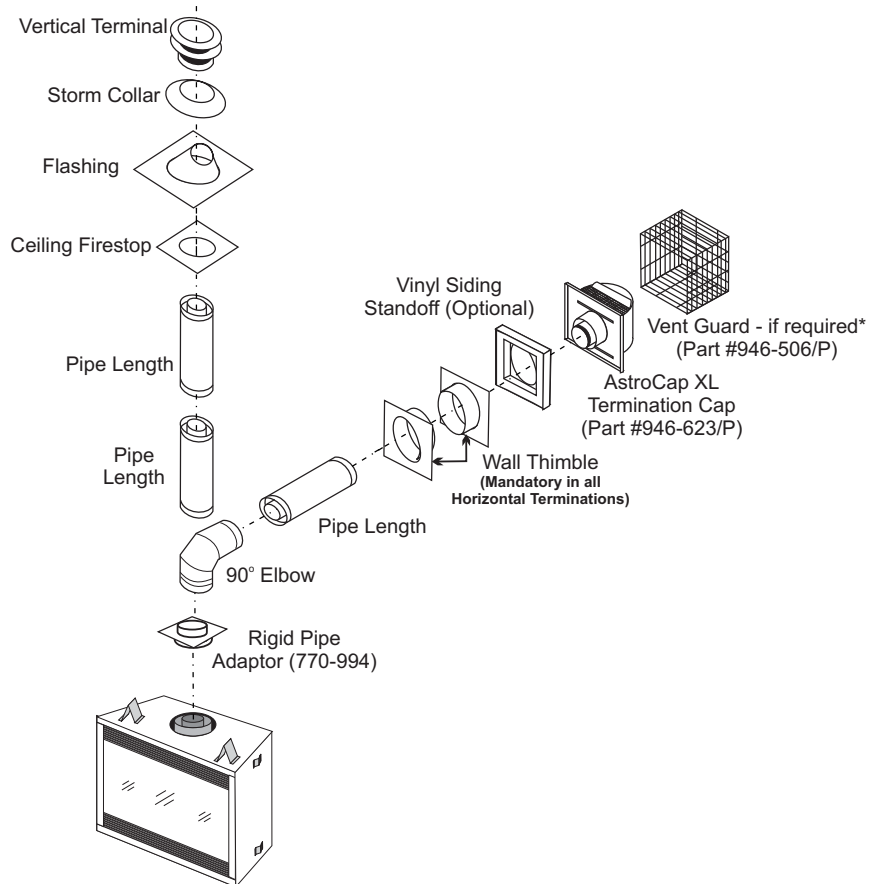 Vertical Terminal
Storm Collar
Flashing
Ceiling Firestop
Pipe Length
Pipe
Length
90° Elbow
Rigid Pipe
Adaptor (770-994)
Pipe Length
Wall Thimble
(Mandatory in all
Horizontal Terminations)
Vinyl Siding
Standoff (Optional)
AstroCap XL
Termination Cap
(Part #946-623/P)
Vent Guard - if required*
(Part #946-506/P)